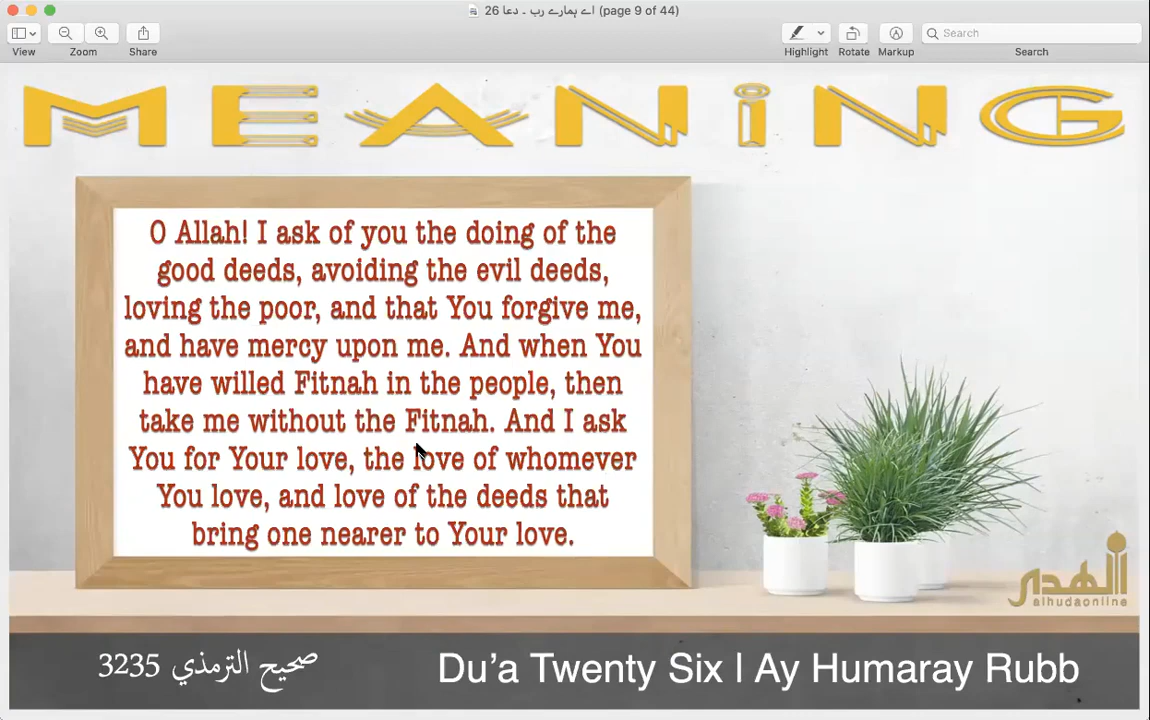 اے ہمارے رب ۔ دعا 26 (page 9 of 44)
View
Zoom
Share
Highlight
Rotate
Markup
Search
Search
MEANiNG
O Allah! I ask of you the doing of the
good deeds, avoiding the evil deeds,
loving the poor, and that You forgive me,
and have mercy upon me. And when You
have willed Fitnah in the people, then
take me without the Fitnah. And I ask
You for Your love, the love of whomever
You love, and love of the deeds that
bring one nearer to Your love.
الهدى
alhudaonline
صحيح الترمذي 3235
Du’a Twenty Six | Ay Humaray Rubb